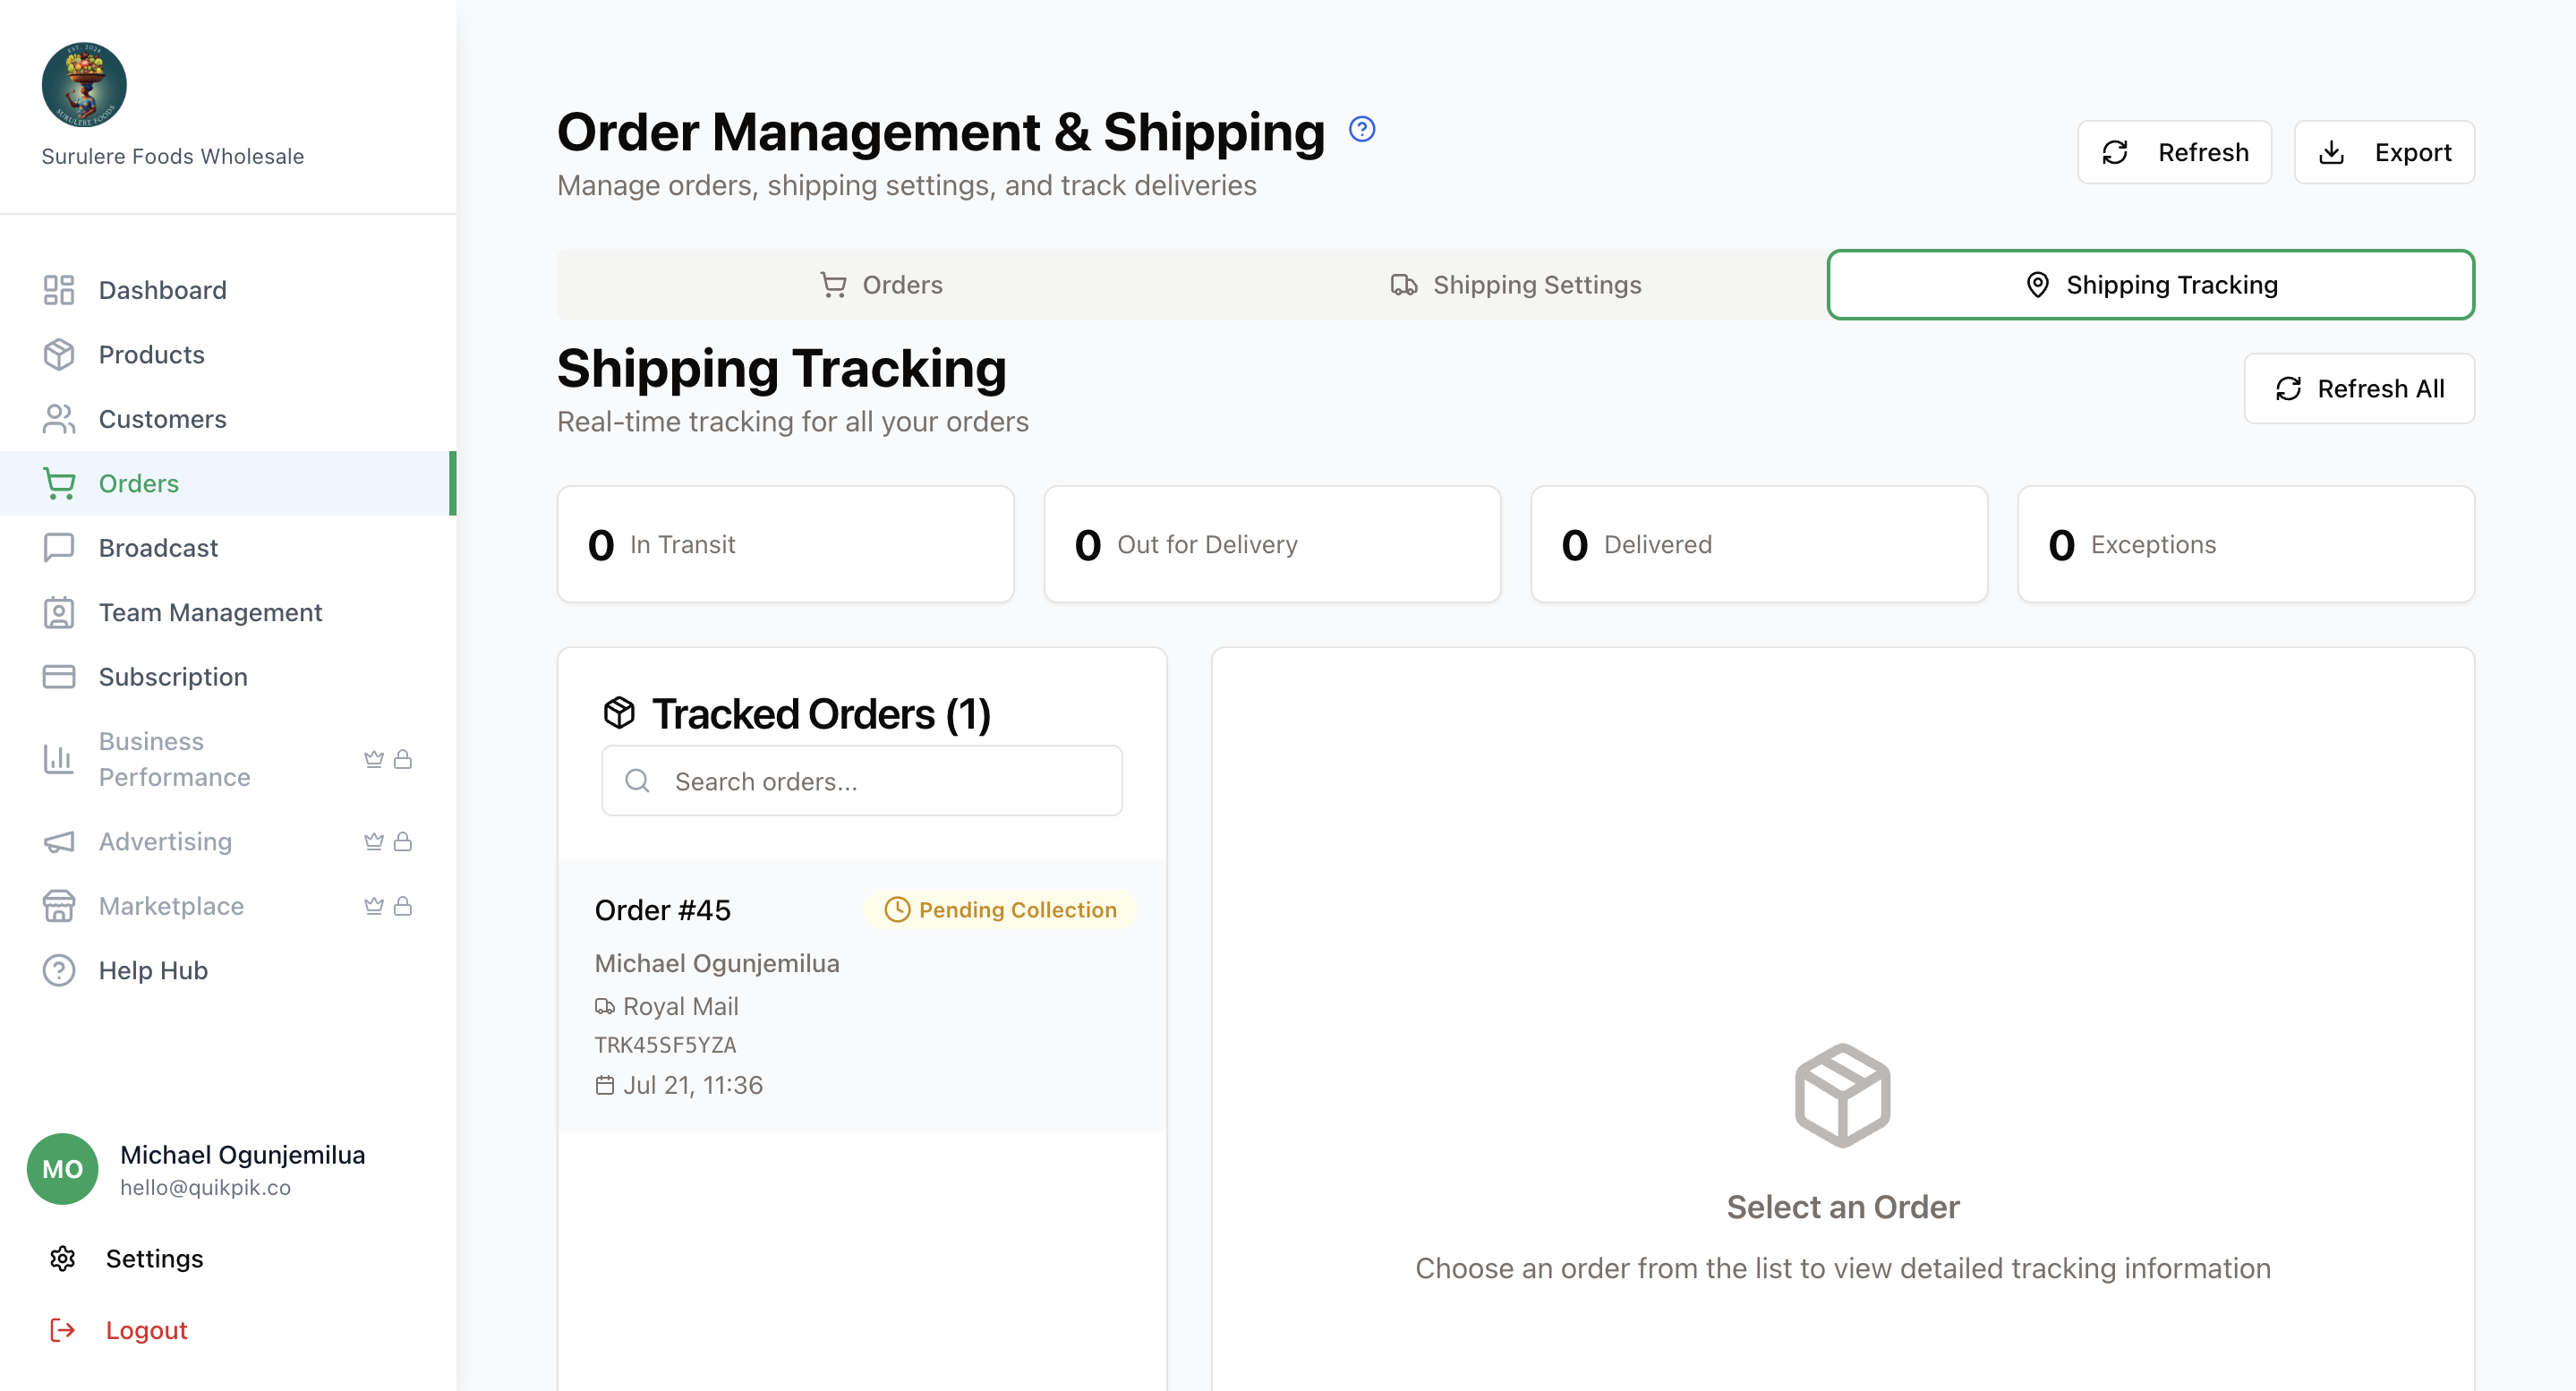 EST. 2024
SURULERE FOODS
Surulere Foods Wholesale
Dashboard
Products
Customers
Orders
Broadcast
Team Management
Subscription
Business
Performance
Advertising
Marketplace
Help Hub
MO
Michael Ogunjemilua
hello@quikpik.co
Settings
Logout
Order Management & Shipping
Manage orders, shipping settings, and track deliveries
Refresh
Export
Orders
Shipping Settings
Shipping Tracking
Shipping Tracking
Real-time tracking for all your orders
Refresh All
0 In Transit
0 Out for Delivery
0 Delivered
0 Exceptions
Tracked Orders (1)
Search orders...
Order #45
Pending Collection
Michael Ogunjemilua
Royal Mail
TRK45SF5YZA
Jul 21, 11:36
Select an Order
Choose an order from the list to view detailed tracking information